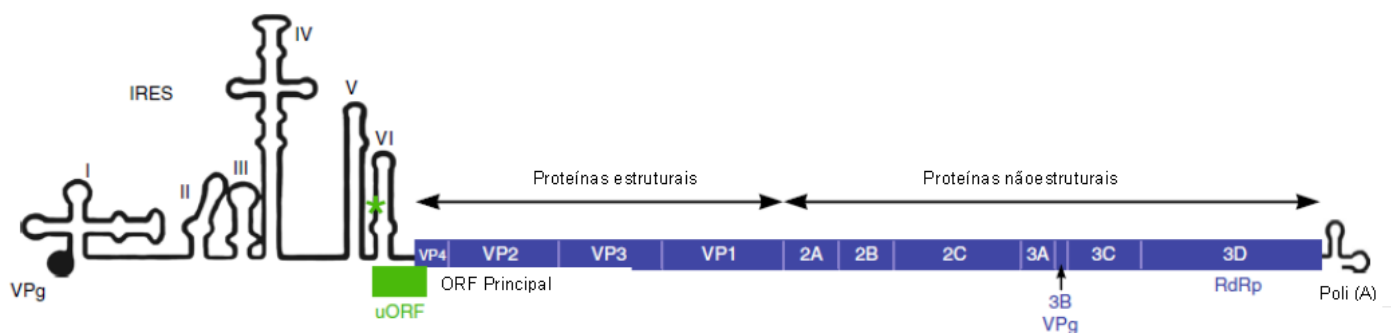 IV
IRES
V
VI
I
II
III
Proteínas estruturais
Proteínas nãoestruturais
VP4 VP2 VP3 VP1 2A 2B 2C 3A 3C 3D
VPg
uORF
ORF Principal
3B
VPg
RdRp
Poli (A)